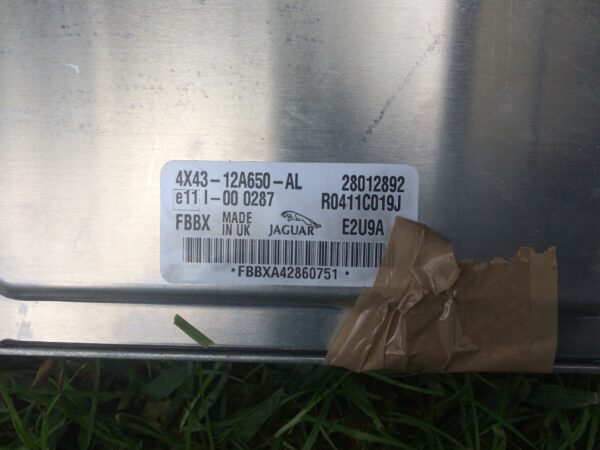 4X43-12A650-AL 28012892
e11 I-00 0287 R0411C019J
FBBX MADE IN UK JAGUAR E2U9A
*FBBXA42860751*